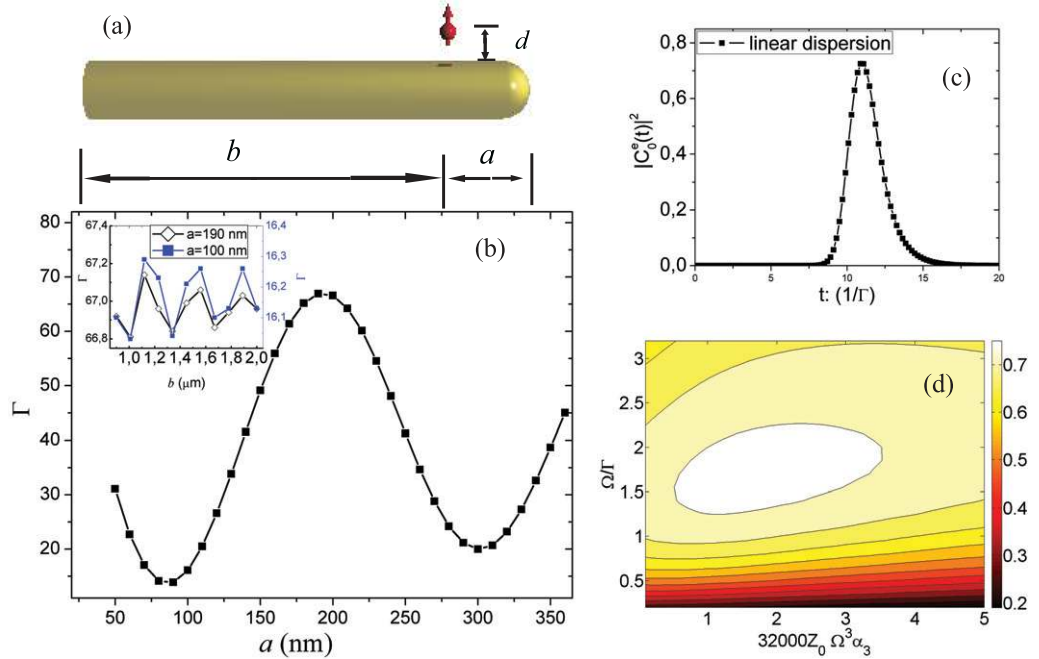 (a)
d
b
a
(b)
80
70
60
50
40
30
20
Γ
50
100
150
200
250
300
350
a (nm)
67,4
67,2
67,0
66,8
Γ
a=190 nm
a=100 nm
16,4
16,3
16,2
16,1
Γ
1,0
1,2
1,4
1,6
1,8
2,0
b (μm)
(c)
linear dispersion
0,8
0,6
0,4
0,2
0,0
|C₀ᵉ(t)|²
0
5
10
15
20
t: (1/Γ)
(d)
3
2.5
2
1.5
1
0.5
Ω/Γ
1
2
3
4
5
32000Z₀ Ω³α₃
0.7
0.6
0.5
0.4
0.3
0.2